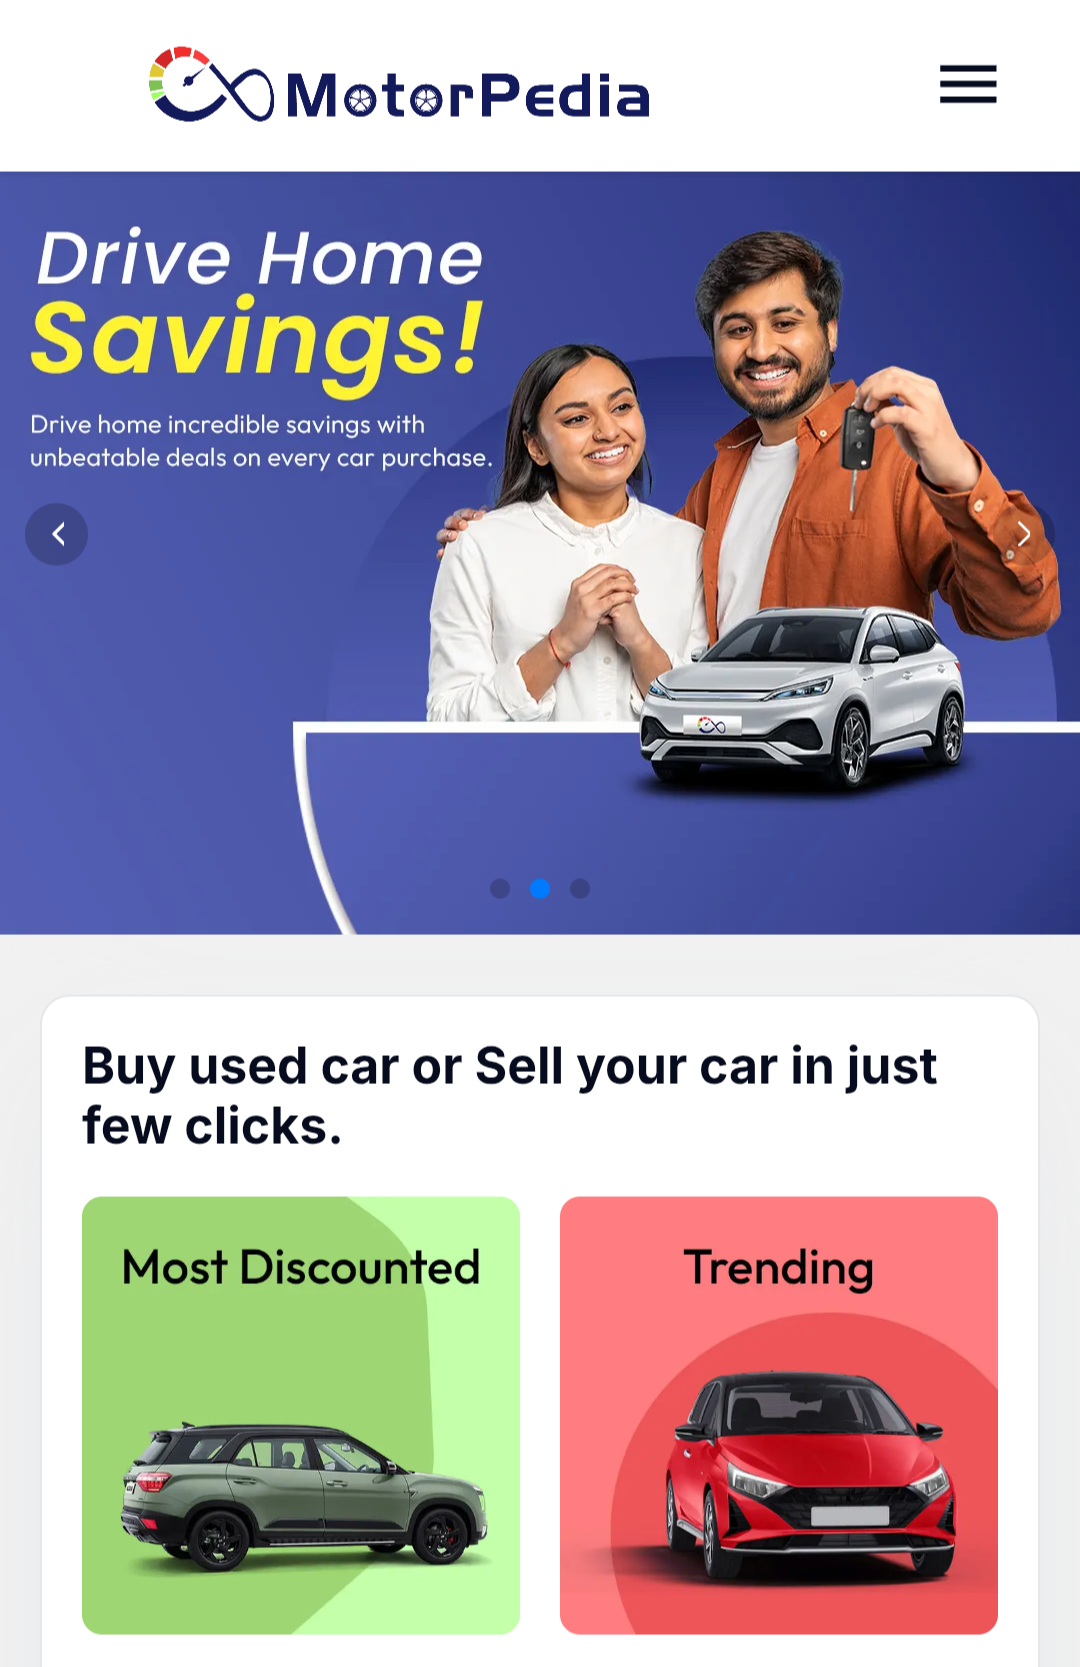 MotorPedia
Drive Home
Savings!
Drive home incredible savings with
unbeatable deals on every car purchase.
Buy used car or Sell your car in just
few clicks.
Most Discounted
Trending